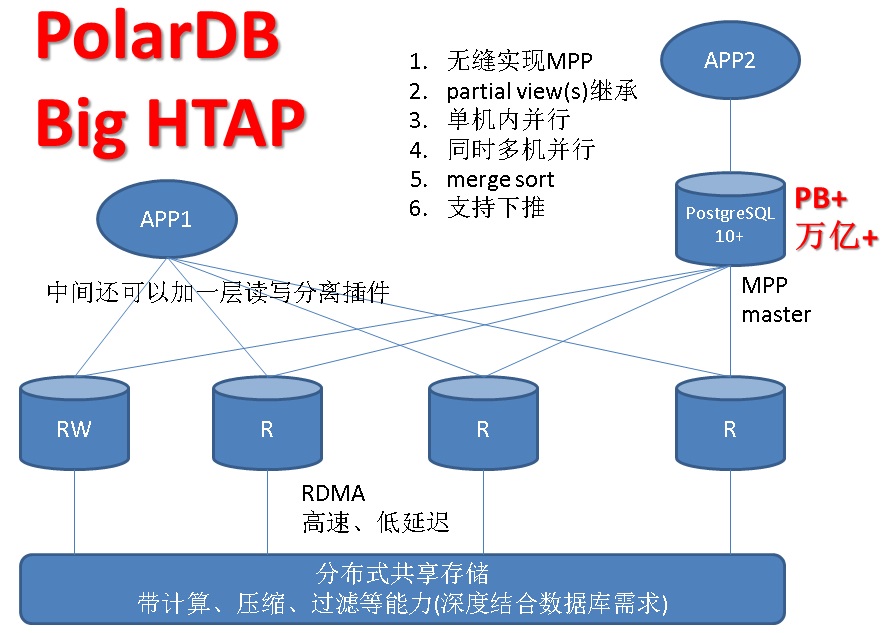 PolarDB
Big HTAP
1. 无缝实现MPP
2. partial view(s)继承
3. 单机内并行
4. 同时多机并行
5. merge sort
6. 支持下推
APP2
PostgreSQL
10+
PB+
万亿+
APP1
中间还可以加一层读写分离插件
MPP
master
RW
R
R
R
RDMA
高速、低延迟
分布式共享存储
带计算、压缩、过滤等能力(深度结合数据库需求)